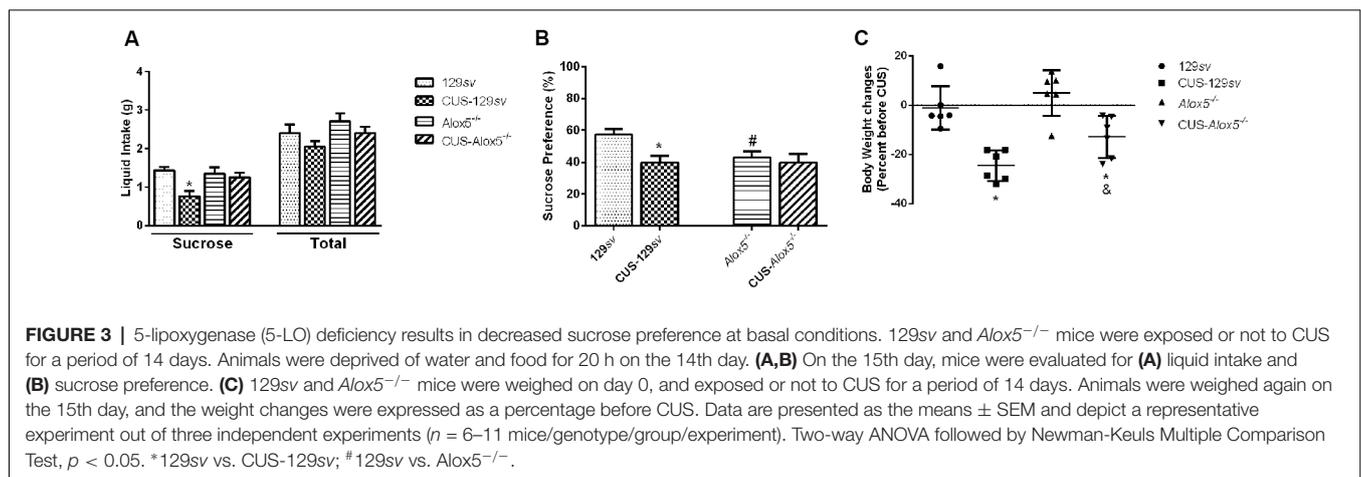 A
B
C
Liquid Intake (g)
4
3
2
1
0
*
Sucrose
Total
129sv
CUS-129sv
Alox5-/-
CUS-Alox5-/-
Sucrose Preference (%)
100
80
60
40
20
0
*
#
129sv
CUS-129sv
Alox5-/-
CUS-Alox5-/-
Body Weight changes
(Percent before CUS)
20
0
-20
-40
*
*
&
129sv
CUS-129sv
Alox5-/-
CUS-Alox5-/-
FIGURE 3 | 5-lipoxygenase (5-LO) deficiency results in decreased sucrose preference at basal conditions. 129sv and Alox5−/− mice were exposed or not to CUS
for a period of 14 days. Animals were deprived of water and food for 20 h on the 14th day. (A,B) On the 15th day, mice were evaluated for (A) liquid intake and
(B) sucrose preference. (C) 129sv and Alox5−/− mice were weighed on day 0, and exposed or not to CUS for a period of 14 days. Animals were weighed again on
the 15th day, and the weight changes were expressed as a percentage before CUS. Data are presented as the means ± SEM and depict a representative
experiment out of three independent experiments (n = 6–11 mice/genotype/group/experiment). Two-way ANOVA followed by Newman-Keuls Multiple Comparison
Test, p < 0.05. *129sv vs. CUS-129sv; #129sv vs. Alox5−/−.